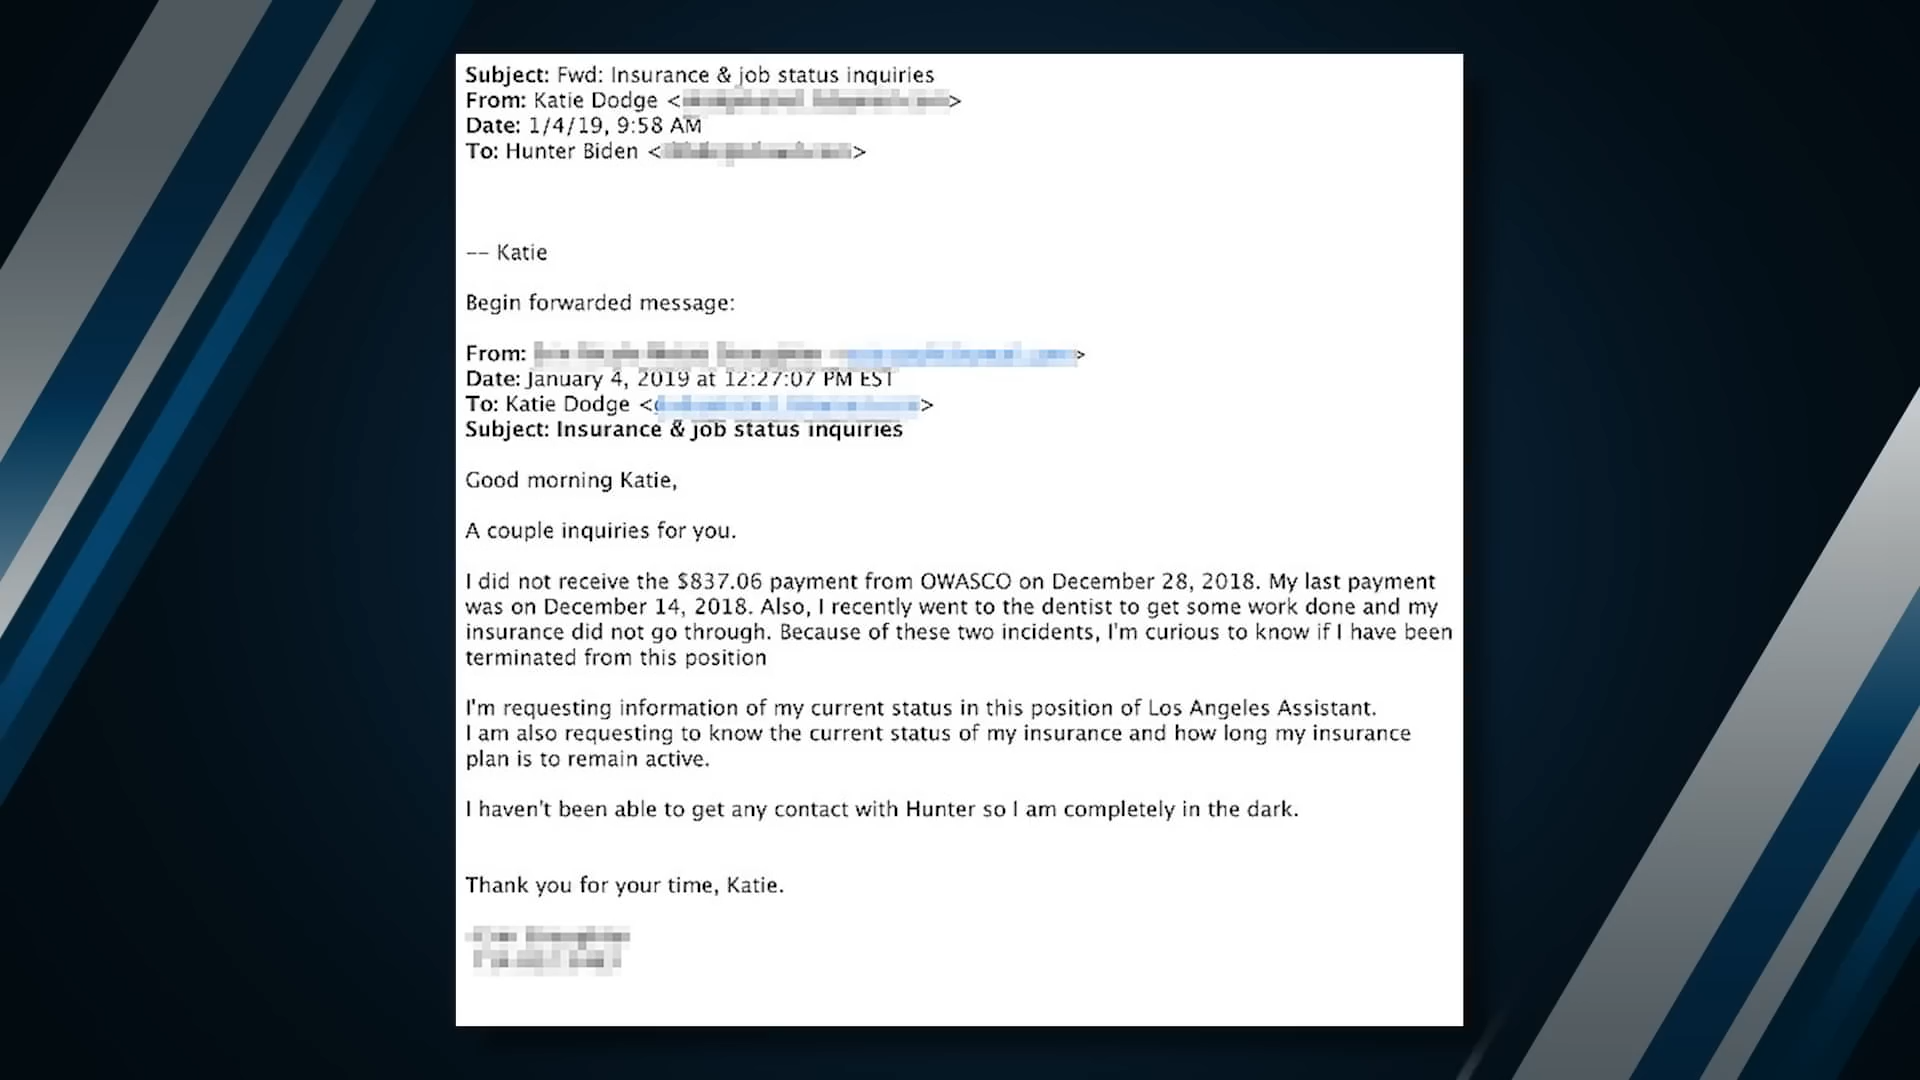 Subject: Fwd: Insurance & job status inquiries
From: Katie Dodge < >
Date: 1/4/19, 9:58 AM
To: Hunter Biden < >
-- Katie
Begin forwarded message:
From: >
Date: January 4, 2019 at 12:27:07 PM EST
To: Katie Dodge < >
Subject: Insurance & job status inquiries
Good morning Katie,
A couple inquiries for you.
I did not receive the $837.06 payment from OWASCO on December 28, 2018. My last payment
was on December 14, 2018. Also, I recently went to the dentist to get some work done and my
insurance did not go through. Because of these two incidents, I'm curious to know if I have been
terminated from this position
I'm requesting information of my current status in this position of Los Angeles Assistant.
I am also requesting to know the current status of my insurance and how long my insurance
plan is to remain active.
I haven't been able to get any contact with Hunter so I am completely in the dark.
Thank you for your time, Katie.